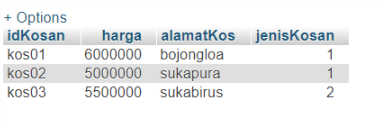 + Options
idKosan harga alamatKos jenisKosan
kos01 6000000 bojongloa 1
kos02 5000000 sukapura 1
kos03 5500000 sukabirus 2